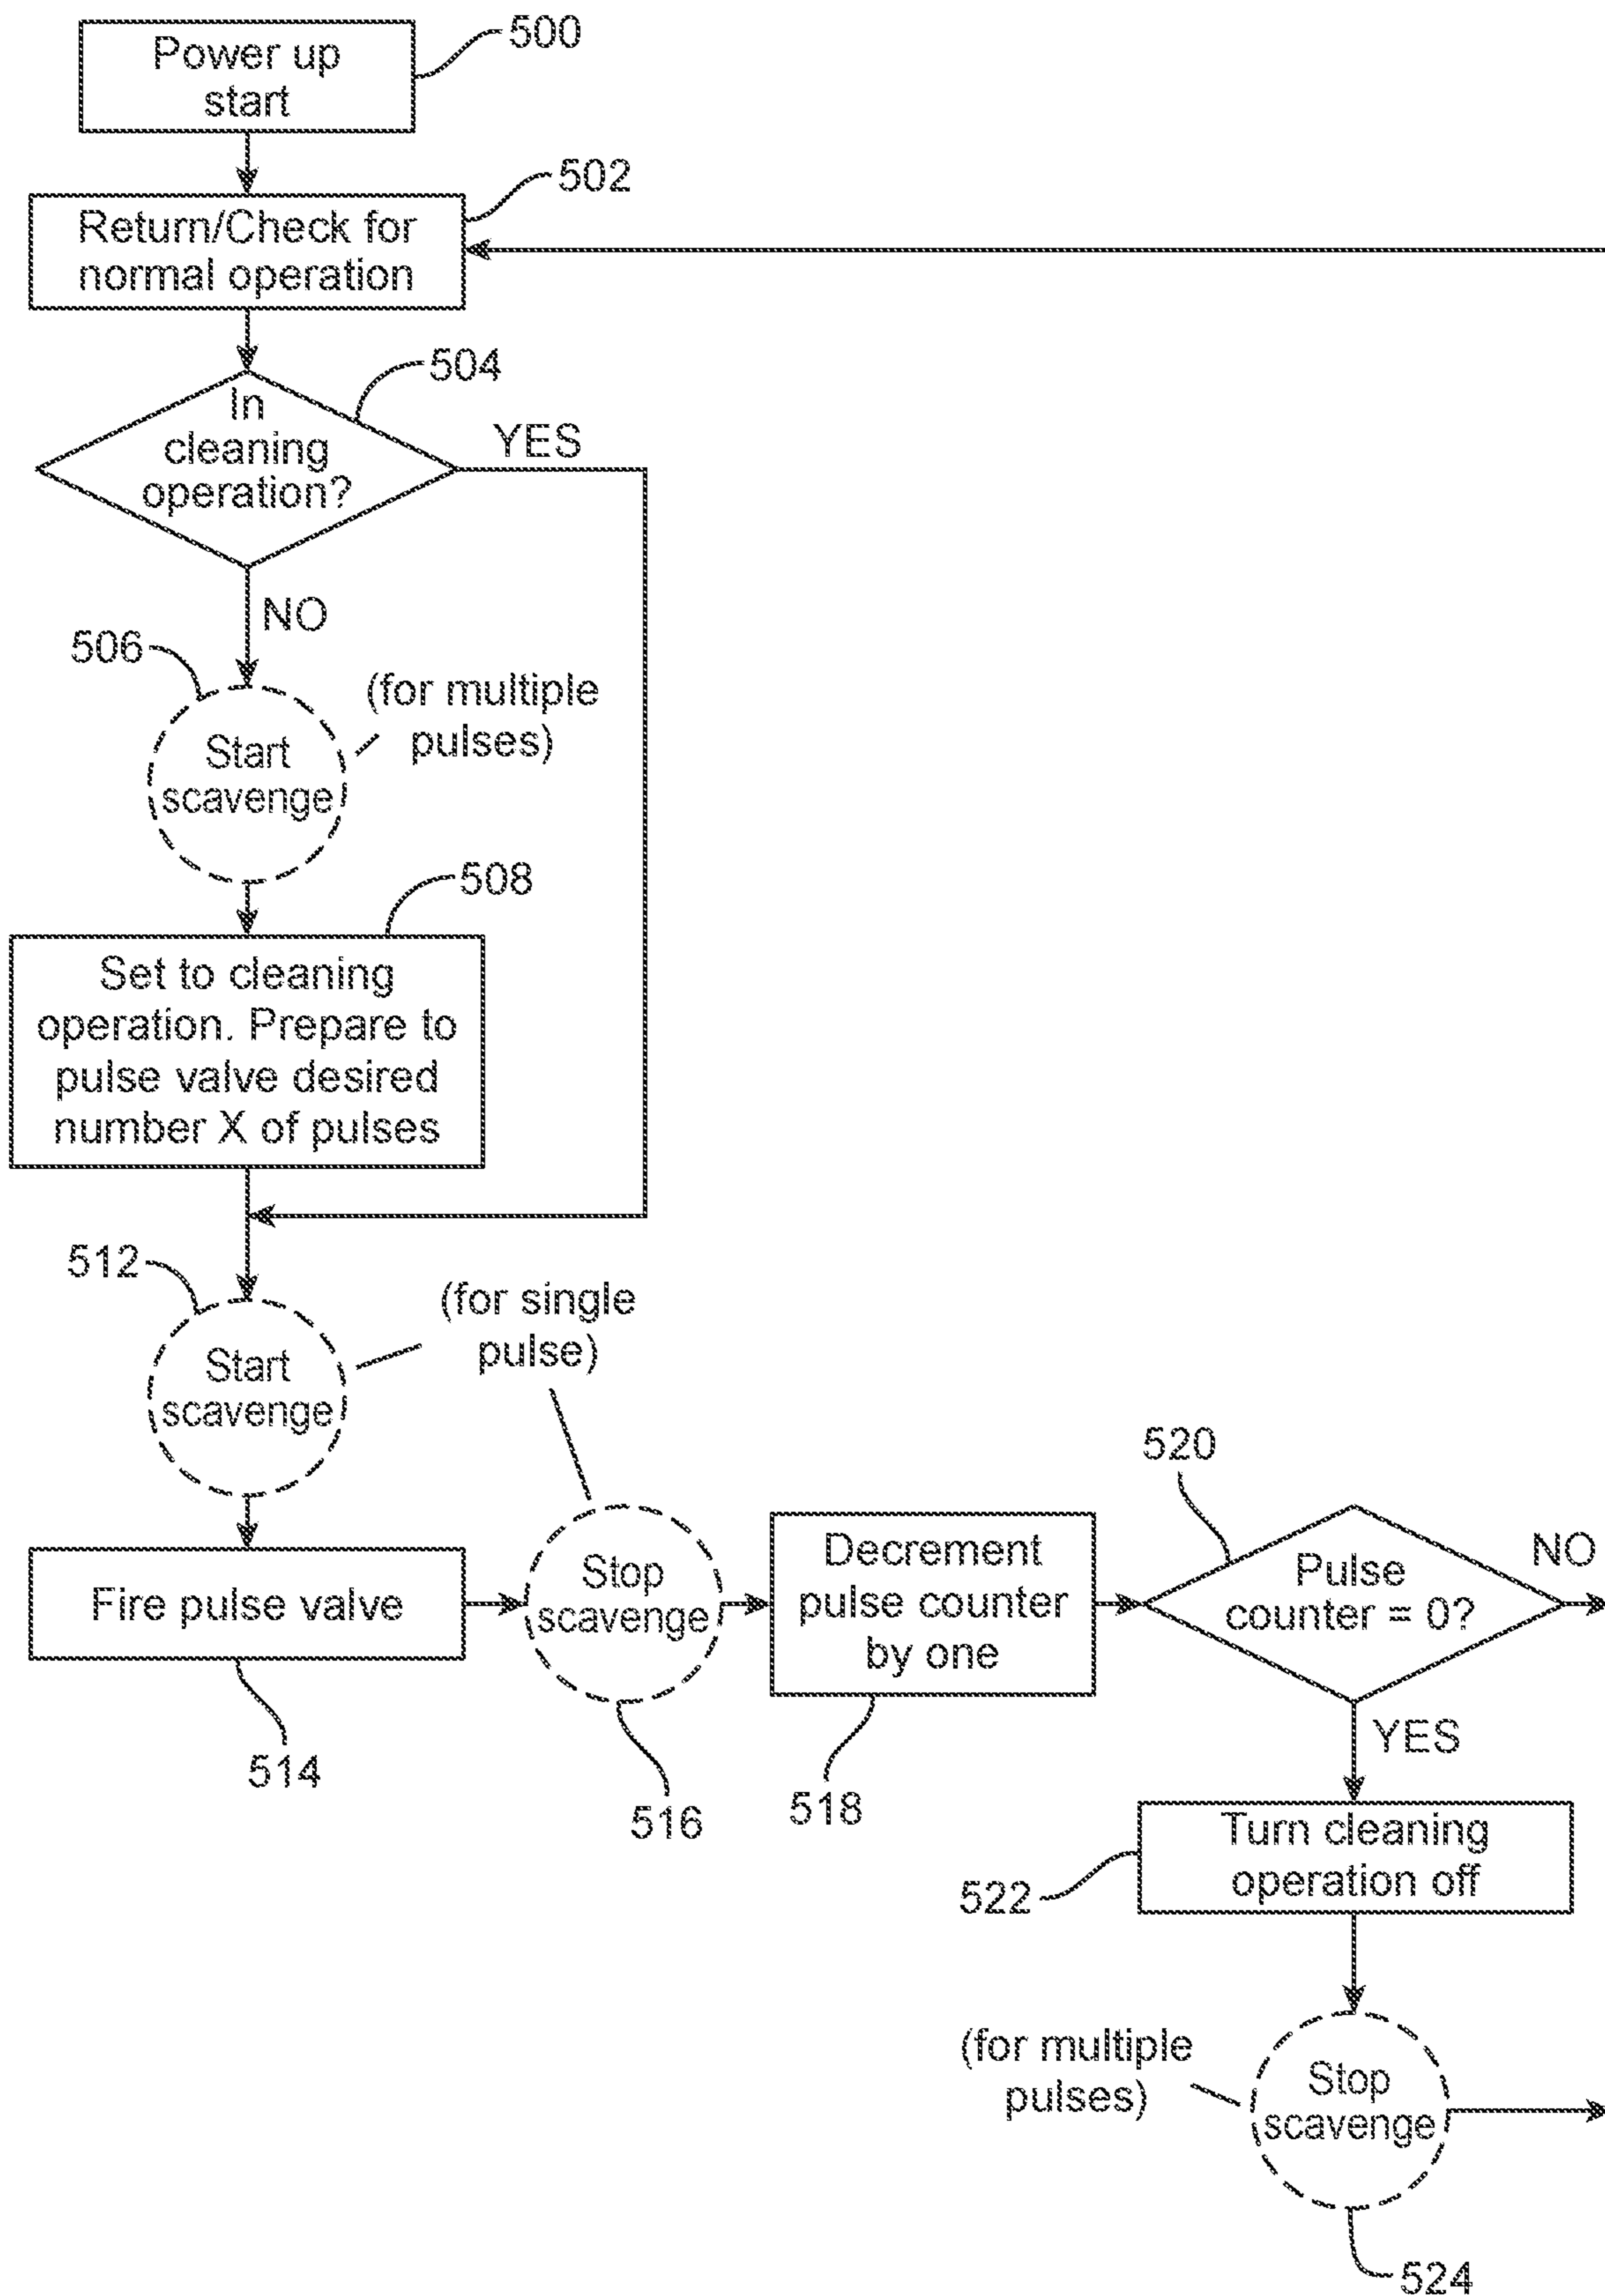 Power up
start
500
Return/Check for
normal operation
502
In
cleaning
operation?
504
YES
NO
506
Start
scavenge
(for multiple
pulses)
508
Set to cleaning
operation. Prepare to
pulse valve desired
number X of pulses
512
Start
scavenge
(for single
pulse)
Fire pulse valve
514
Stop
scavenge
516
Decrement
pulse counter
by one
518
520
Pulse
counter = 0?
NO
YES
Turn cleaning
operation off
522
(for multiple
pulses)
Stop
scavenge
524